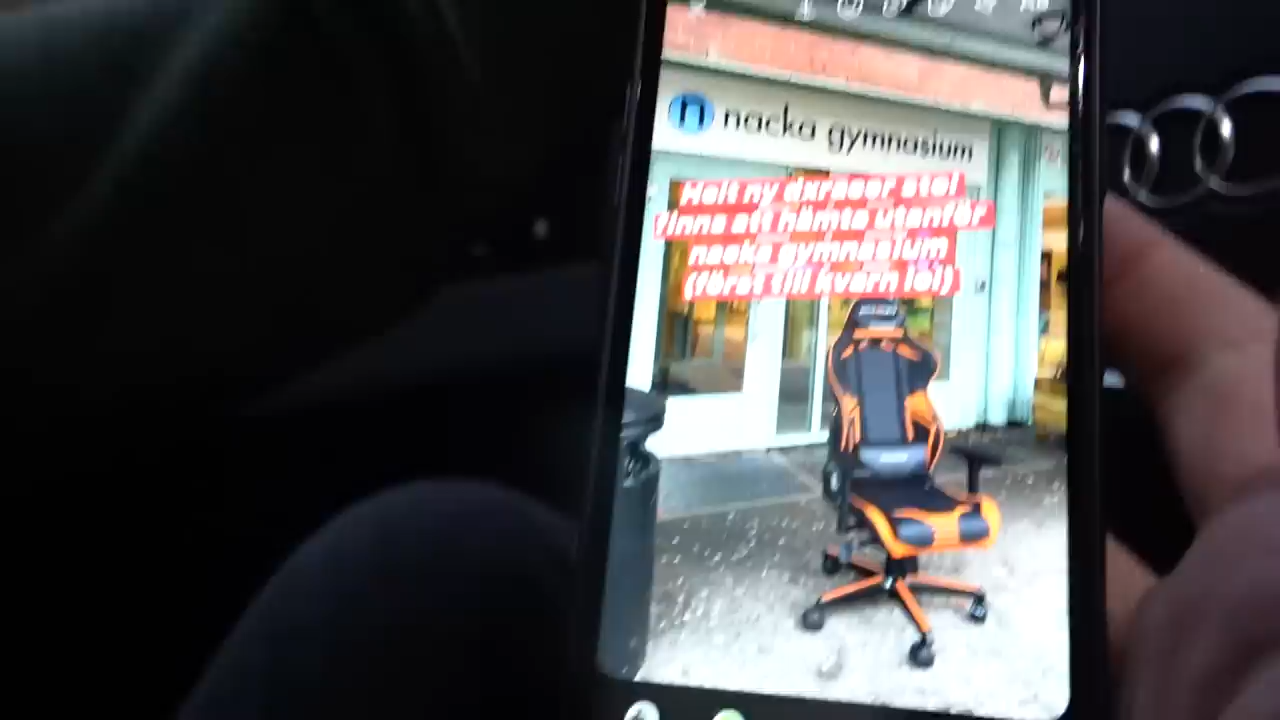 n nacka gymnasium
Helt ny dxracer stol
finns att hämta utanför
nacka gymnasium
(först till kvarn lol)